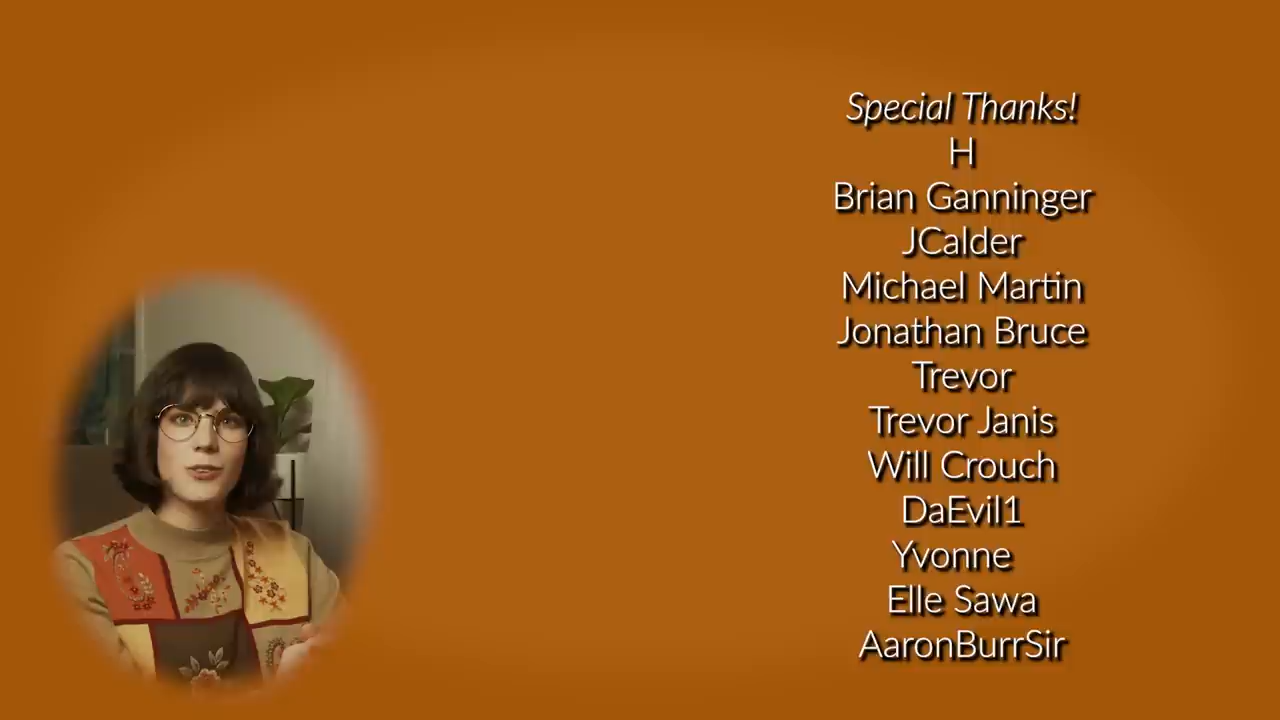 Special Thanks!
H
Brian Ganninger
JCalder
Michael Martin
Jonathan Bruce
Trevor
Trevor Janis
Will Crouch
DaEvil1
Yvonne
Elle Sawa
AaronBurrSir